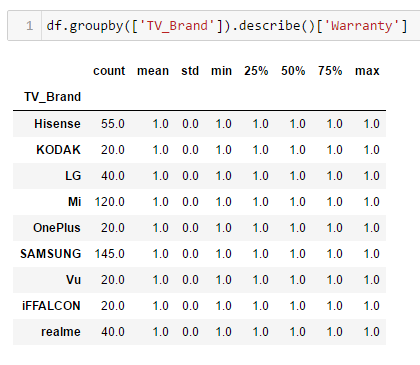 1 df.groupby(['TV_Brand']).describe()['Warranty']
count mean std min 25% 50% 75% max
TV_Brand
Hisense 55.0 1.0 0.0 1.0 1.0 1.0 1.0 1.0
KODAK 20.0 1.0 0.0 1.0 1.0 1.0 1.0 1.0
LG 40.0 1.0 0.0 1.0 1.0 1.0 1.0 1.0
Mi 120.0 1.0 0.0 1.0 1.0 1.0 1.0 1.0
OnePlus 20.0 1.0 0.0 1.0 1.0 1.0 1.0 1.0
SAMSUNG 145.0 1.0 0.0 1.0 1.0 1.0 1.0 1.0
Vu 20.0 1.0 0.0 1.0 1.0 1.0 1.0 1.0
iFFALCON 20.0 1.0 0.0 1.0 1.0 1.0 1.0 1.0
realme 40.0 1.0 0.0 1.0 1.0 1.0 1.0 1.0